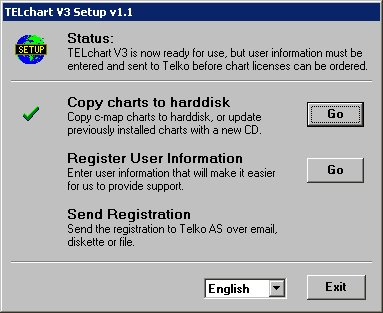 TELchart V3 Setup v1.1
SETUP
Status:
TELchart V3 is now ready for use, but user information must be
entered and sent to Telko before chart licenses can be ordered.
Copy charts to harddisk
Copy c-map charts to harddisk, or update
previously installed charts with a new CD.
Go
Register User Information
Enter user information that will make it easier
for us to provide support.
Go
Send Registration
Send the registration to Telko AS over email,
diskette or file.
English
Exit